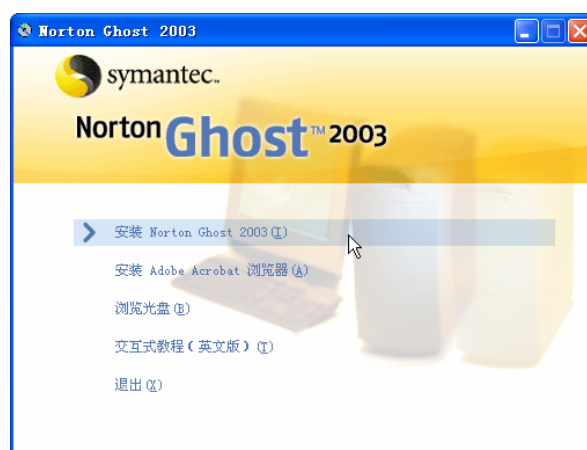 Norton Ghost 2003
symantec.
Norton Ghost™ 2003
安装 Norton Ghost 2003(I)
安装 Adobe Acrobat 浏览器(A)
浏览光盘(B)
交互式教程(英文版)(T)
退出(X)